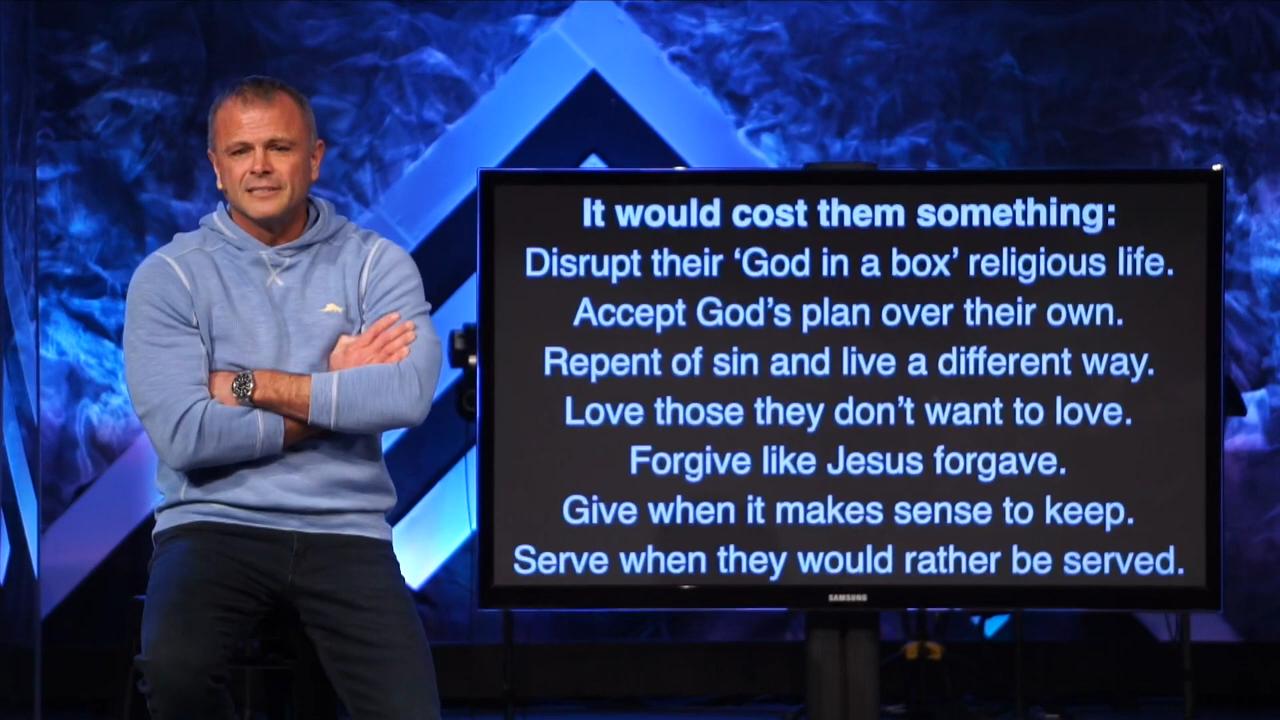 It would cost them something:
Disrupt their ‘God in a box’ religious life.
Accept God’s plan over their own.
Repent of sin and live a different way.
Love those they don’t want to love.
Forgive like Jesus forgave.
Give when it makes sense to keep.
Serve when they would rather be served.
SAMSUNG